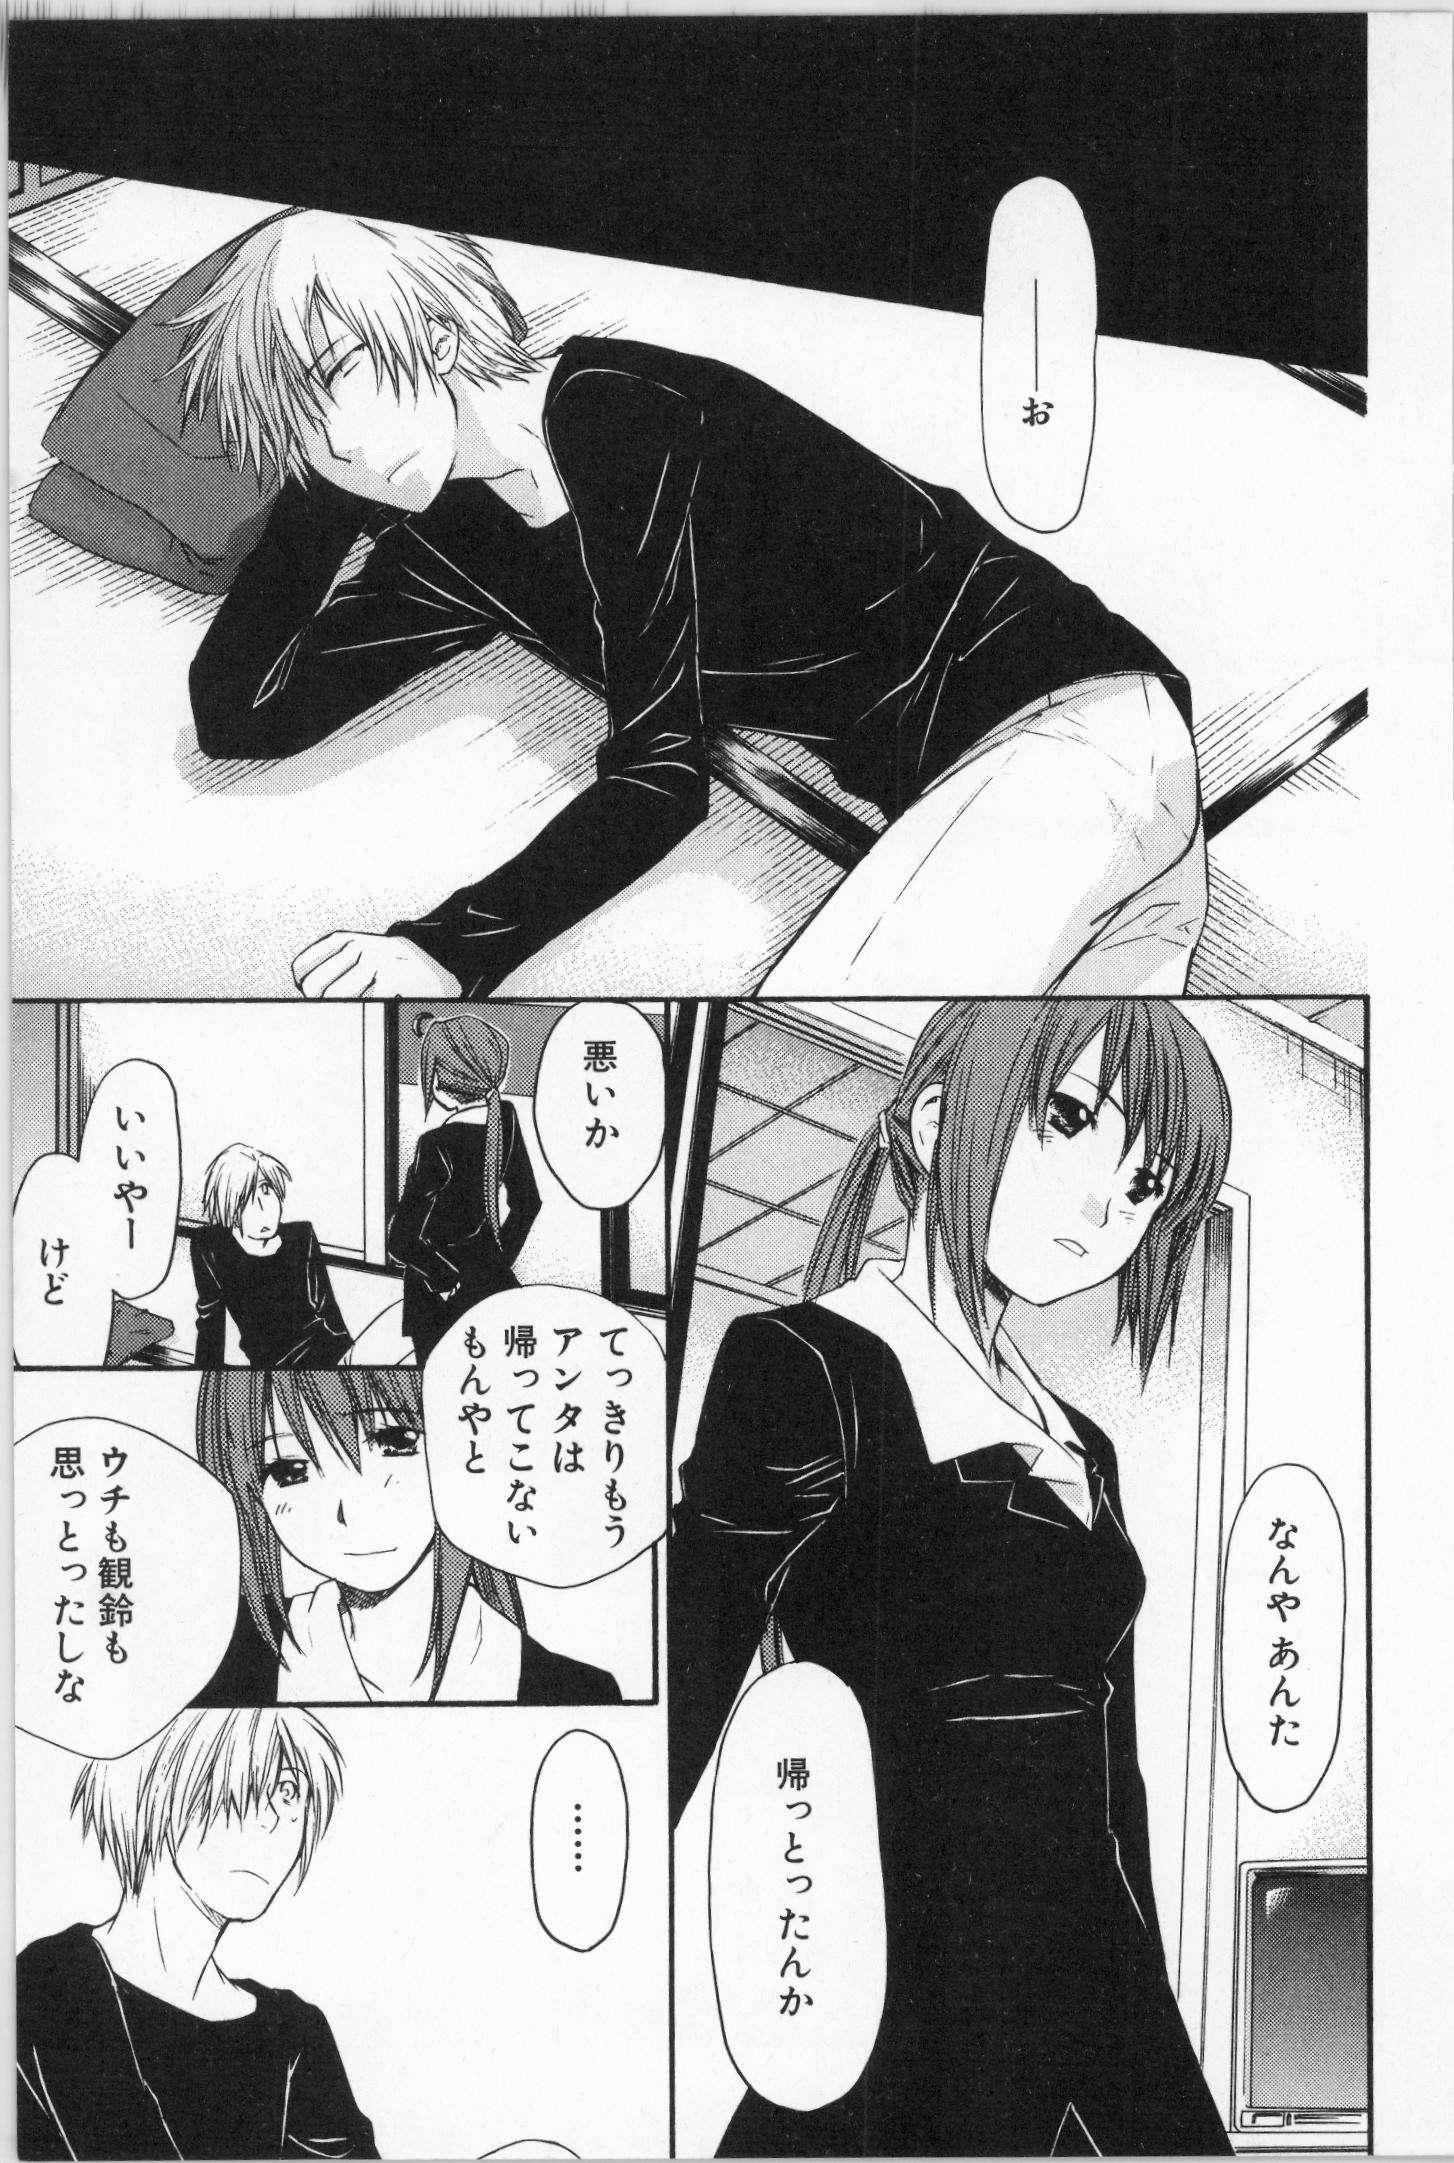 ――お
なんやあんた
帰っとったんか
悪いか
いいやー
けど
てっきりもう
アンタは
帰ってこない
もんやと
ウチも観鈴も
思っとったしな
……